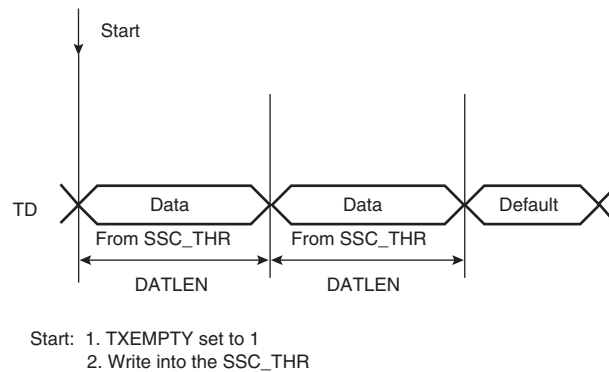 Start
TD
Data
Data
Default
From SSC_THR
From SSC_THR
DATLEN
DATLEN
Start: 1. TXEMPTY set to 1
2. Write into the SSC_THR